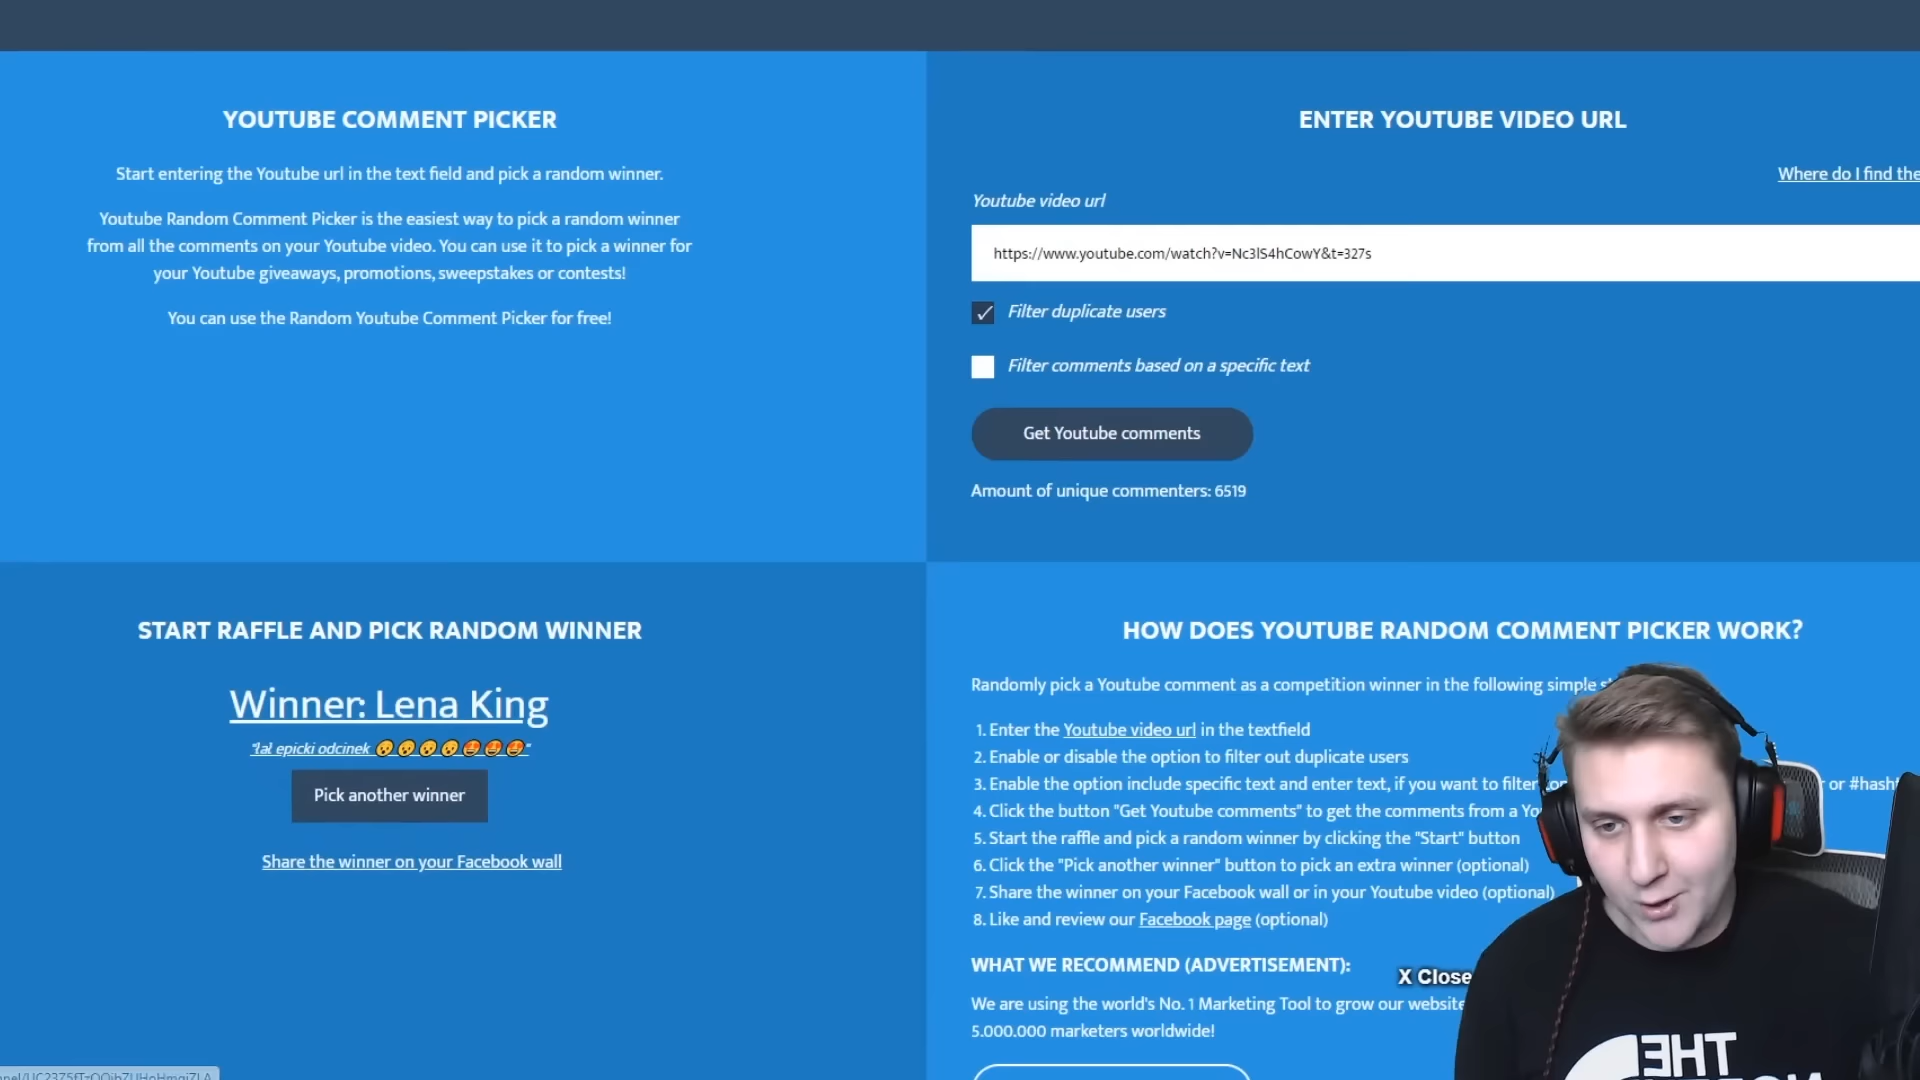 YOUTUBE COMMENT PICKER
Start entering the Youtube url in the text field and pick a random winner.
Youtube Random Comment Picker is the easiest way to pick a random winner
from all the comments on your Youtube video. You can use it to pick a winner for
your Youtube giveaways, promotions, sweepstakes or contests!
You can use the Random Youtube Comment Picker for free!
ENTER YOUTUBE VIDEO URL
Where do I find the
Youtube video url
https://www.youtube.com/watch?v=Nc3lS4hCowY&t=327s
Filter duplicate users
Filter comments based on a specific text
Get Youtube comments
Amount of unique commenters: 6519
START RAFFLE AND PICK RANDOM WINNER
Winner: Lena King
"łał epicki odcinek 😯😯😯😯🤩🤩🤩"
Pick another winner
Share the winner on your Facebook wall
HOW DOES YOUTUBE RANDOM COMMENT PICKER WORK?
Randomly pick a Youtube comment as a competition winner in the following simple
1. Enter the Youtube video url in the textfield
2. Enable or disable the option to filter out duplicate users
3. Enable the option include specific text and enter text, if you want to filter or #hash
4. Click the button "Get Youtube comments" to get the comments from a
5. Start the raffle and pick a random winner by clicking the "Start" button
6. Click the "Pick another winner" button to pick an extra winner (optional)
7. Share the winner on your Facebook wall or in your Youtube video (optional)
8. Like and review our Facebook page (optional)
WHAT WE RECOMMEND (ADVERTISEMENT):
X Close
We are using the world's No. 1 Marketing Tool to grow our website
5.000.000 marketers worldwide!
THE